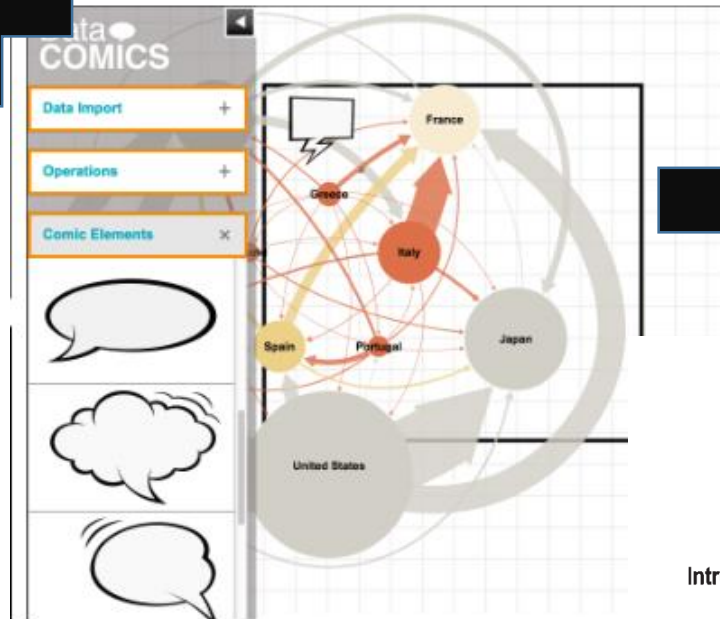 Data
COMICS
Data Import +
Operations +
Comic Elements ×
France
Greece
Italy
Spain
Portugal
Japan
United States
Intr